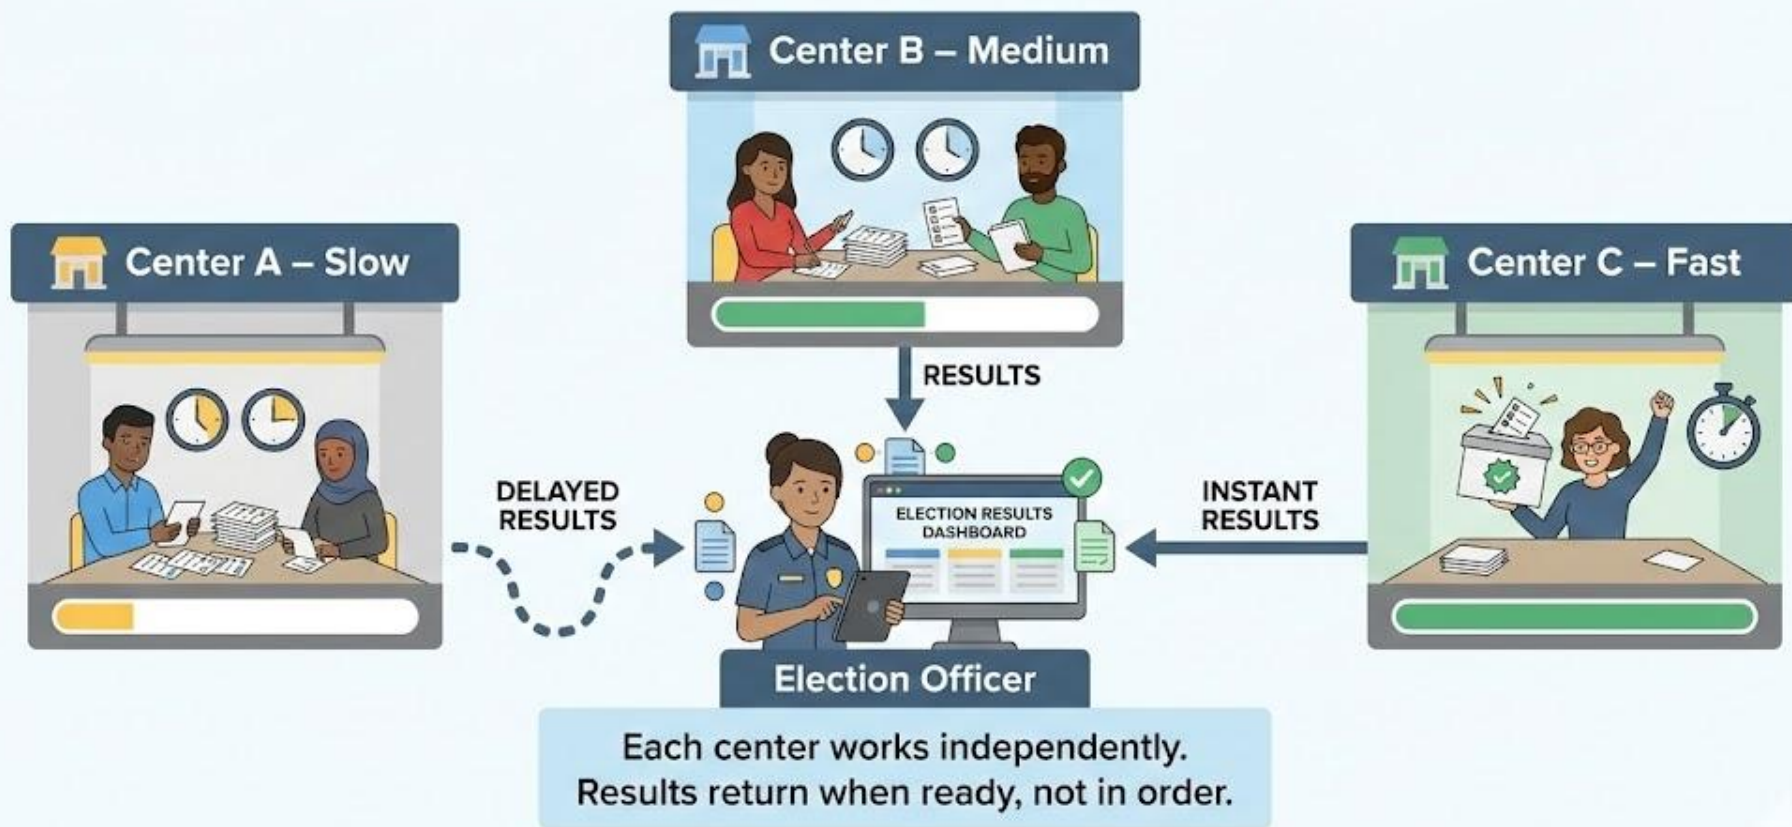 Center B – Medium
Center A – Slow
Center C – Fast
RESULTS
DELAYED
RESULTS
INSTANT
RESULTS
ELECTION RESULTS
DASHBOARD
Election Officer
Each center works independently.
Results return when ready, not in order.